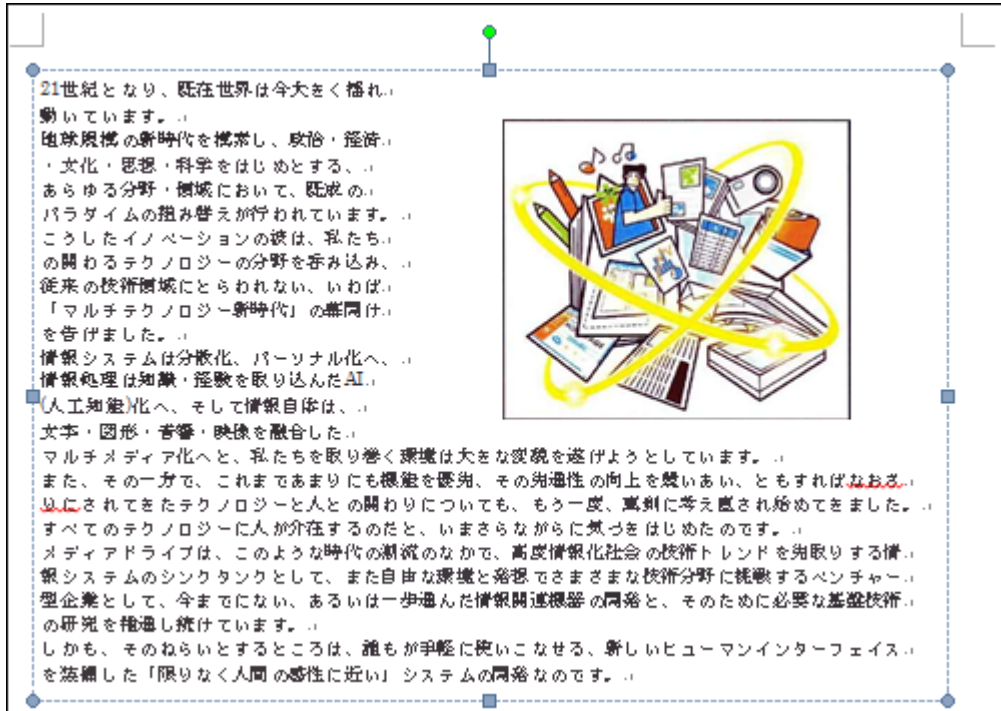 21世紀となり、既存世界は今大きく揺れ
動いています。
地球規模の新時代を模索し、政治・経済
・文化・思想・科学をはじめとする、
あらゆる分野・領域において、既成の
パラダイムの組み替えが行われています。
こうしたイノベーションの波は、私たち
の関わるテクノロジーの分野を呑み込み、
従来の技術領域にとらわれない、いわば
「マルチテクノロジー新時代」の幕開け
を告げました。
情報システムは分散化、パーソナル化へ、
情報処理は知識・経験を取り込んだAI
(人工知能)化へ、そして情報自体は、
文字・図形・音響・映像を融合した
マルチメディア化へと、私たちを取り巻く環境は大きな変貌を遂げようとしています。
また、その一方で、これまであまりにも機能を優先、その先進性の向上を競いあい、ともすればなおざ
りにされてきたテクノロジーと人との関わりについても、もう一度、真剣に考え直され始めてきました。
すべてのテクノロジーに人が介在するのだと、いまさらながらに気づきはじめたのです。
メディアドライブは、このような時代の潮流のなかで、高度情報化社会の技術トレンドを先取りする情
報システムのシンクタンクとして、また自由な環境と発想でさまざまな技術分野に挑戦するベンチャー
型企業として、今までにない、あるいは一歩進んだ情報関連機器の開発と、そのために必要な基盤技術
の研究を推進し続けています。
しかも、そのねらいとするところは、誰もが手軽に使いこなせる、新しいヒューマンインターフェイス
を装備した「限りなく人間の感性に近い」システムの開発なのです。